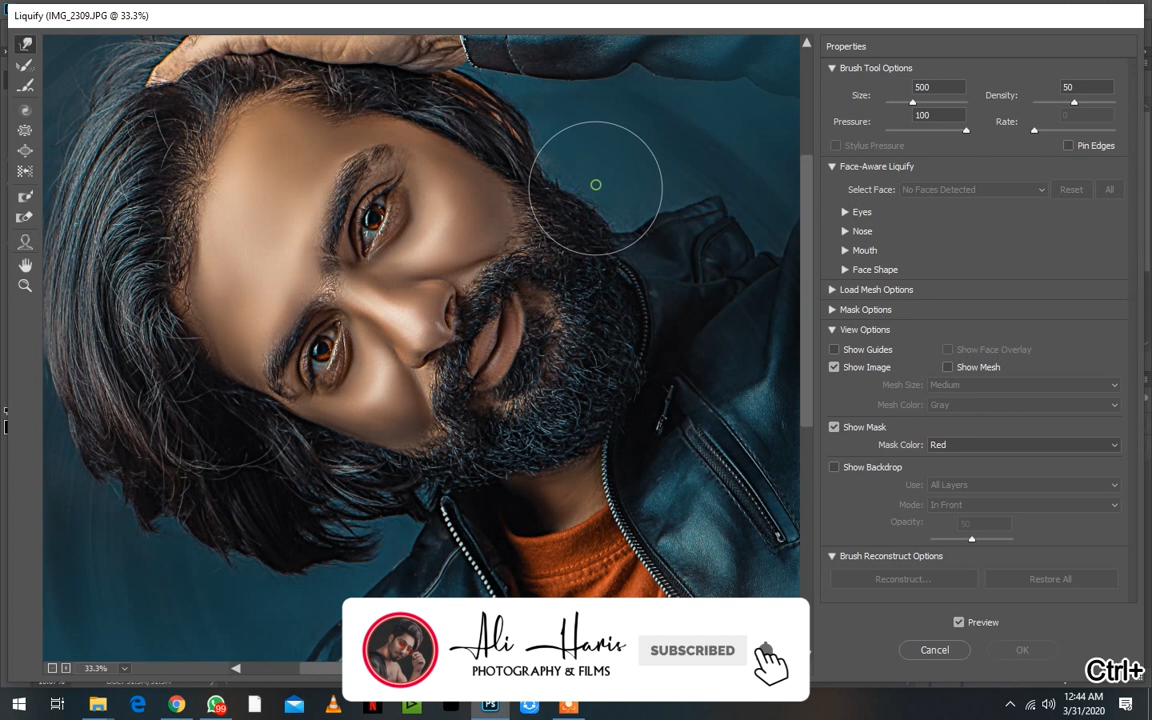 Liquify (IMG_2309.JPG @ 33.3%)
Properties
Brush Tool Options
Size: 500 Density: 50
Pressure: 100 Rate: 0
Stylus Pressure Pin Edges
Face-Aware Liquify
Select Face: No Faces Detected Reset All
Eyes
Nose
Mouth
Face Shape
Load Mesh Options
Mask Options
View Options
Show Guides Show Face Overlay
Show Image Show Mesh
Mesh Size: Medium
Mesh Color: Gray
Show Mask
Mask Color: Red
Show Backdrop
Use: All Layers
Mode: In Front
Opacity: 50
Brush Reconstruct Options
Reconstruct... Restore All
Preview
Cancel OK
33.3%
Ali Haris
PHOTOGRAPHY & FILMS
SUBSCRIBED
Ctrl+
99
Ps
12:44 AM
3/31/2020